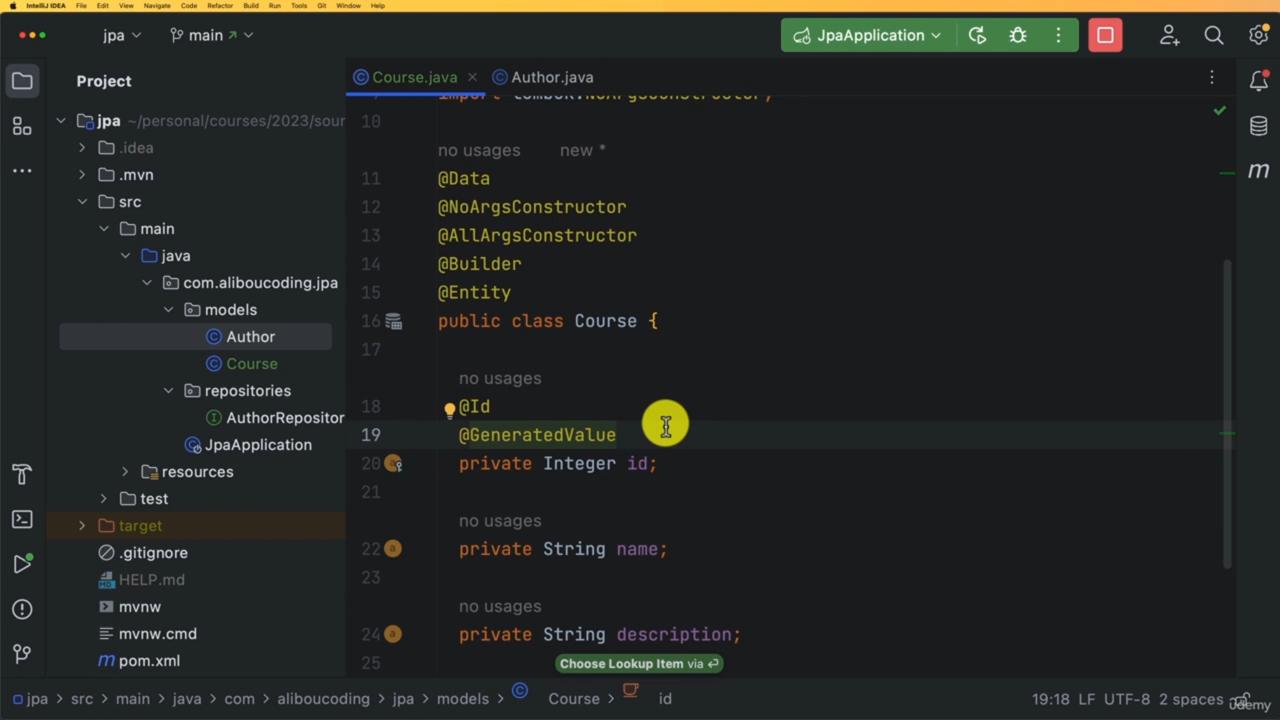 IntelliJ IDEA File Edit View Navigate Code Refactor Build Run Tools Git Window Help
jpa main JpaApplication
Project
Course.java Author.java
jpa ~/personal/courses/2023/sour
.idea
.mvn
src
main
java
com.aliboucoding.jpa
models
Author
Course
repositories
AuthorRepositor
JpaApplication
resources
test
target
.gitignore
HELP.md
mvnw
mvnw.cmd
pom.xml
import lombok.NoArgsConstructor;
10
no usages new *
11 @Data
12 @NoArgsConstructor
13 @AllArgsConstructor
14 @Builder
15 @Entity
16 public class Course {
17
no usages
18 @Id
19 @GeneratedValue
20 private Integer id;
21
no usages
22 private String name;
23
no usages
24 private String description;
25
Choose Lookup Item via ⏎
jpa > src > main > java > com > aliboucoding > jpa > models > Course > id 19:18 LF UTF-8 2 spaces
udemy